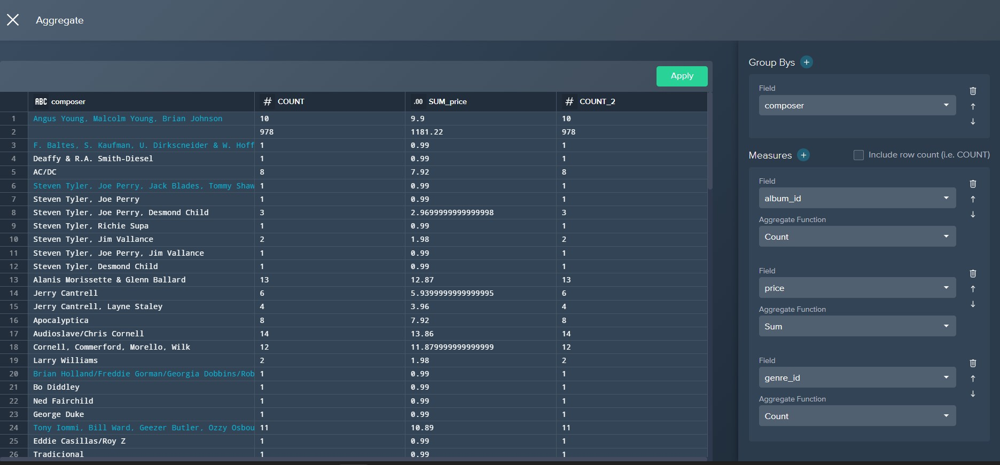 Aggregate
Apply
ABC composer # COUNT .00 SUM_price # COUNT_2
1 Angus Young, Malcolm Young, Brian Johnson 10 9.9 10
2 978 1181.22 978
3 F. Baltes, S. Kaufman, U. Dirkscneider & W. Hoff 1 0.99 1
4 Deaffy & R.A. Smith-Diesel 1 0.99 1
5 AC/DC 8 7.92 8
6 Steven Tyler, Joe Perry, Jack Blades, Tommy Shaw 1 0.99 1
7 Steven Tyler, Joe Perry 1 0.99 1
8 Steven Tyler, Joe Perry, Desmond Child 3 2.9699999999999998 3
9 Steven Tyler, Richie Supa 1 0.99 1
10 Steven Tyler, Jim Vallance 2 1.98 2
11 Steven Tyler, Joe Perry, Jim Vallance 1 0.99 1
12 Steven Tyler, Desmond Child 1 0.99 1
13 Alanis Morissette & Glenn Ballard 13 12.87 13
14 Jerry Cantrell 6 5.9399999999999995 6
15 Jerry Cantrell, Layne Staley 4 3.96 4
16 Apocalyptica 8 7.92 8
17 Audioslave/Chris Cornell 14 13.86 14
18 Cornell, Commerford, Morello, Wilk 12 11.879999999999999 12
19 Larry Williams 2 1.98 2
20 Brian Holland/Freddie Gorman/Georgia Dobbins/Rob 1 0.99 1
21 Bo Diddley 1 0.99 1
22 Ned Fairchild 1 0.99 1
23 George Duke 1 0.99 1
24 Tony Iommi, Bill Ward, Geezer Butler, Ozzy Osbou 11 10.89 11
25 Eddie Casillas/Roy Z 1 0.99 1
26 Tradicional 1 0.99 1
Group Bys +
Field
composer
Measures + Include row count (i.e. COUNT)
Field
album_id
Aggregate Function
Count
Field
price
Aggregate Function
Sum
Field
genre_id
Aggregate Function
Count